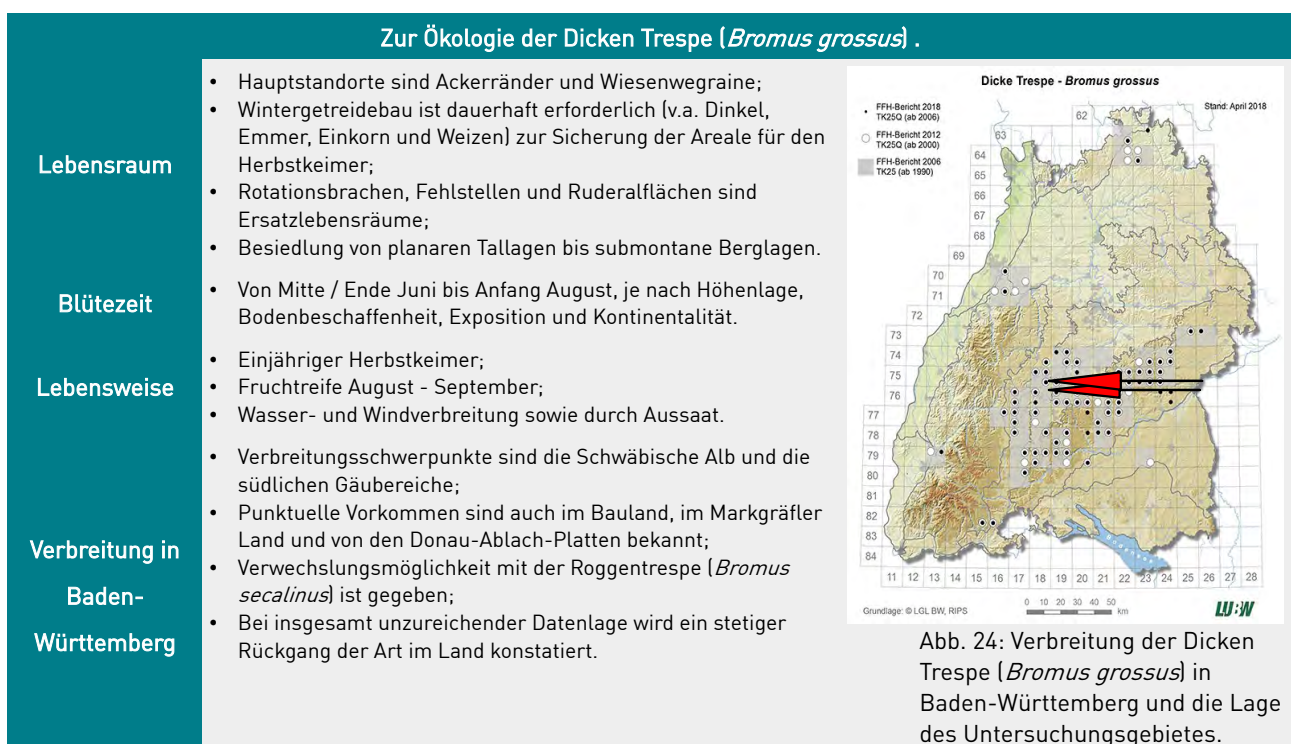 Zur Ökologie der Dicken Trespe (Bromus grossus) .
Lebensraum
• Hauptstandorte sind Ackerränder und Wiesenwegraine;
• Wintergetreidebau ist dauerhaft erforderlich (v.a. Dinkel,
Emmer, Einkorn und Weizen) zur Sicherung der Areale für den
Herbstkeimer;
• Rotationsbrachen, Fehlstellen und Ruderalflächen sind
Ersatzlebensräume;
• Besiedlung von planaren Tallagen bis submontane Berglagen.
Blütezeit
• Von Mitte / Ende Juni bis Anfang August, je nach Höhenlage,
Bodenbeschaffenheit, Exposition und Kontinentalität.
Lebensweise
• Einjähriger Herbstkeimer;
• Fruchtreife August - September;
• Wasser- und Windverbreitung sowie durch Aussaat.
Verbreitung in
Baden-
Württemberg
• Verbreitungsschwerpunkte sind die Schwäbische Alb und die
südlichen Gäubereiche;
• Punktuelle Vorkommen sind auch im Bauland, im Markgräfler
Land und von den Donau-Ablach-Platten bekannt;
• Verwechslungsmöglichkeit mit der Roggentrespe (Bromus
secalinus) ist gegeben;
• Bei insgesamt unzureichender Datenlage wird ein stetiger
Rückgang der Art im Land konstatiert.
Dicke Trespe - Bromus grossus
FFH-Bericht 2018
TK25Q (ab 2006)
FFH-Bericht 2012
TK25Q (ab 2000)
FFH-Bericht 2006
TK25 (ab 1990)
Stand: April 2018
62
63
64
65
66
67
68
69
70
71
72
73
74
75
76
77
78
79
80
81
82
83
84
11 12 13 14 15 16 17 18 19 20 21 22 23 24 25 26 27 28
Grundlage: © LGL BW, RIPS
0 10 20 30 40 50
km
LU:W
Abb. 24: Verbreitung der Dicken
Trespe (Bromus grossus) in
Baden-Württemberg und die Lage
des Untersuchungsgebietes.